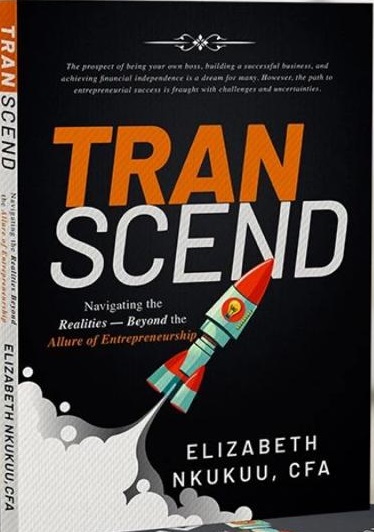 The prospect of being your own boss, building a successful business, and
achieving financial independence is a dream for many. However, the path to
entrepreneurial success is fraught with challenges and uncertainties.
TRAN
SCEND
Navigating the
Realities — Beyond the
Allure of Entrepreneurship
ELIZABETH
NKUKUU, CFA
TRANSCEND
Navigating the Realities Beyond
the Allure of Entrepreneurship
ELIZABETH NKUKUU, CFA